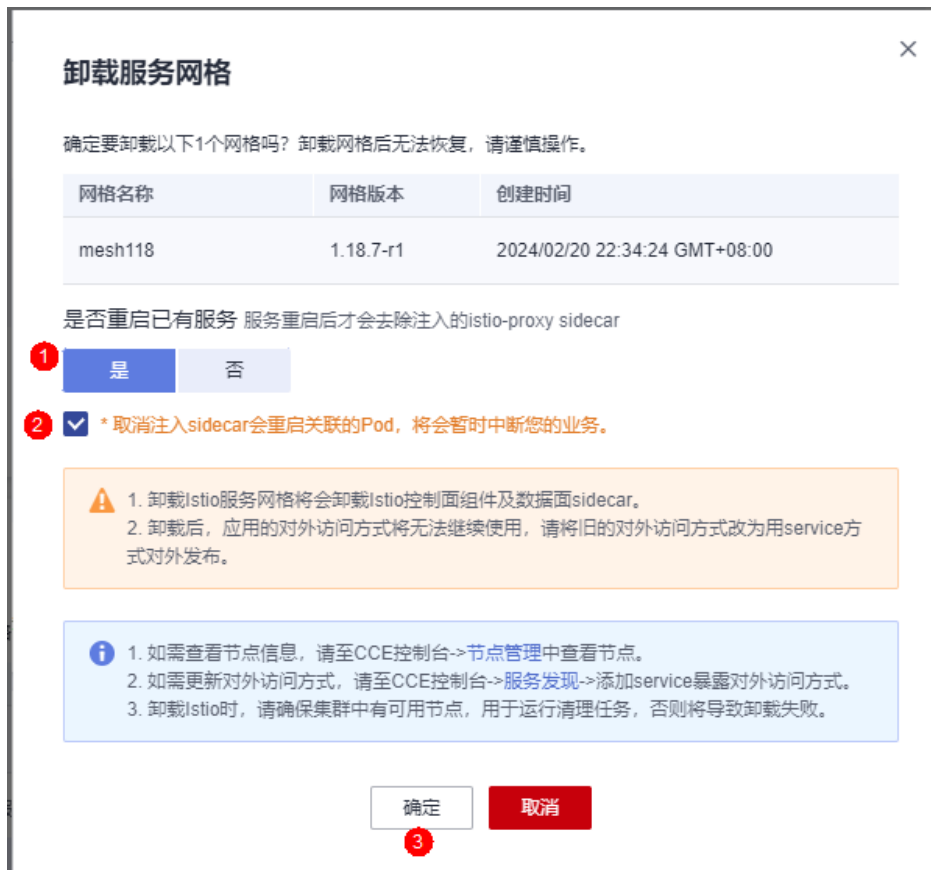 卸载服务网格
确定要卸载以下1个网格吗？卸载网格后无法恢复，请谨慎操作。
网格名称 网格版本 创建时间
mesh118 1.18.7-r1 2024/02/20 22:34:24 GMT+08:00
是否重启已有服务 服务重启后才会去除注入的istio-proxy sidecar
1 是 否
2 * 取消注入sidecar会重启关联的Pod，将会暂时中断您的业务。
1. 卸载Istio服务网格将会卸载Istio控制面组件及数据面sidecar。
2. 卸载后，应用的对外访问方式将无法继续使用，请将旧的对外访问方式改为用service方
式对外发布。
1. 如需查看节点信息，请至CCE控制台->节点管理中查看节点。
2. 如需更新对外访问方式，请至CCE控制台->服务发现->添加service暴露对外访问方式。
3. 卸载Istio时，请确保集群中有可用节点，用于运行清理任务，否则将导致卸载失败。
确定 取消
3